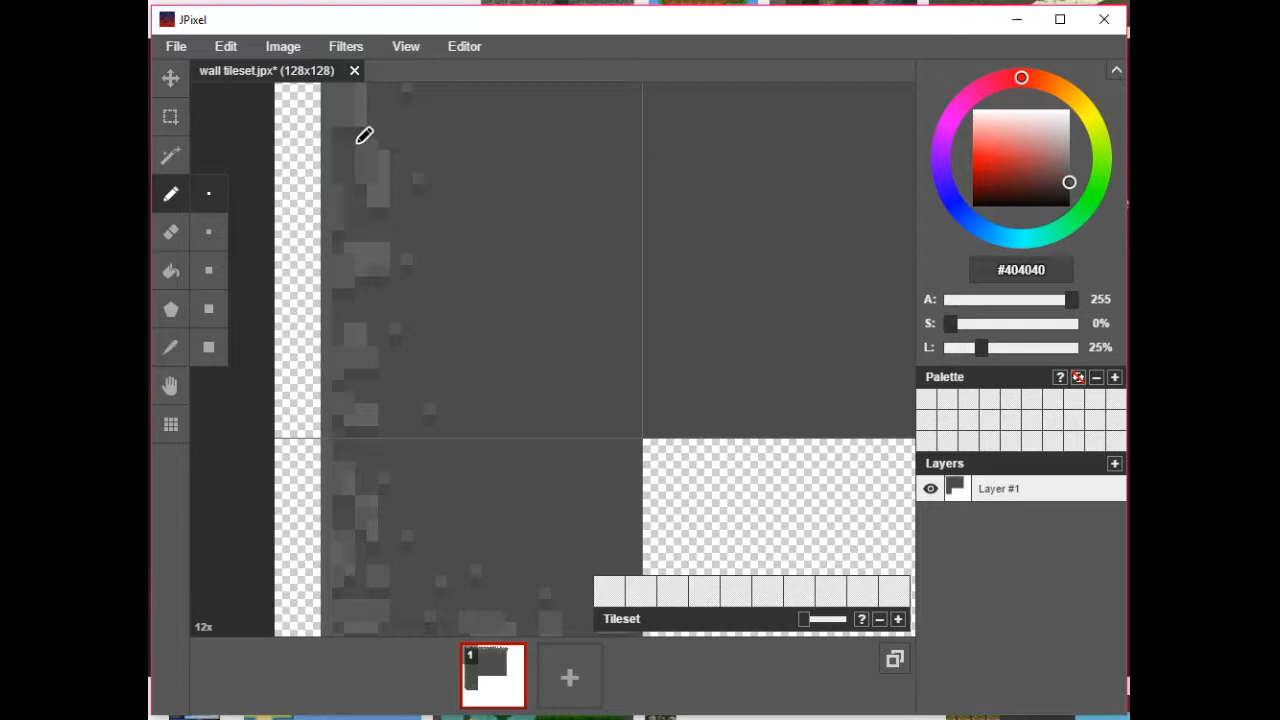 JPixel
File Edit Image Filters View Editor
wall tileset.jpx* (128x128)
#404040
A: 255
S: 0%
L: 25%
Palette ? − +
Layers +
Layer #1
Tileset ? − +
12x
1
+